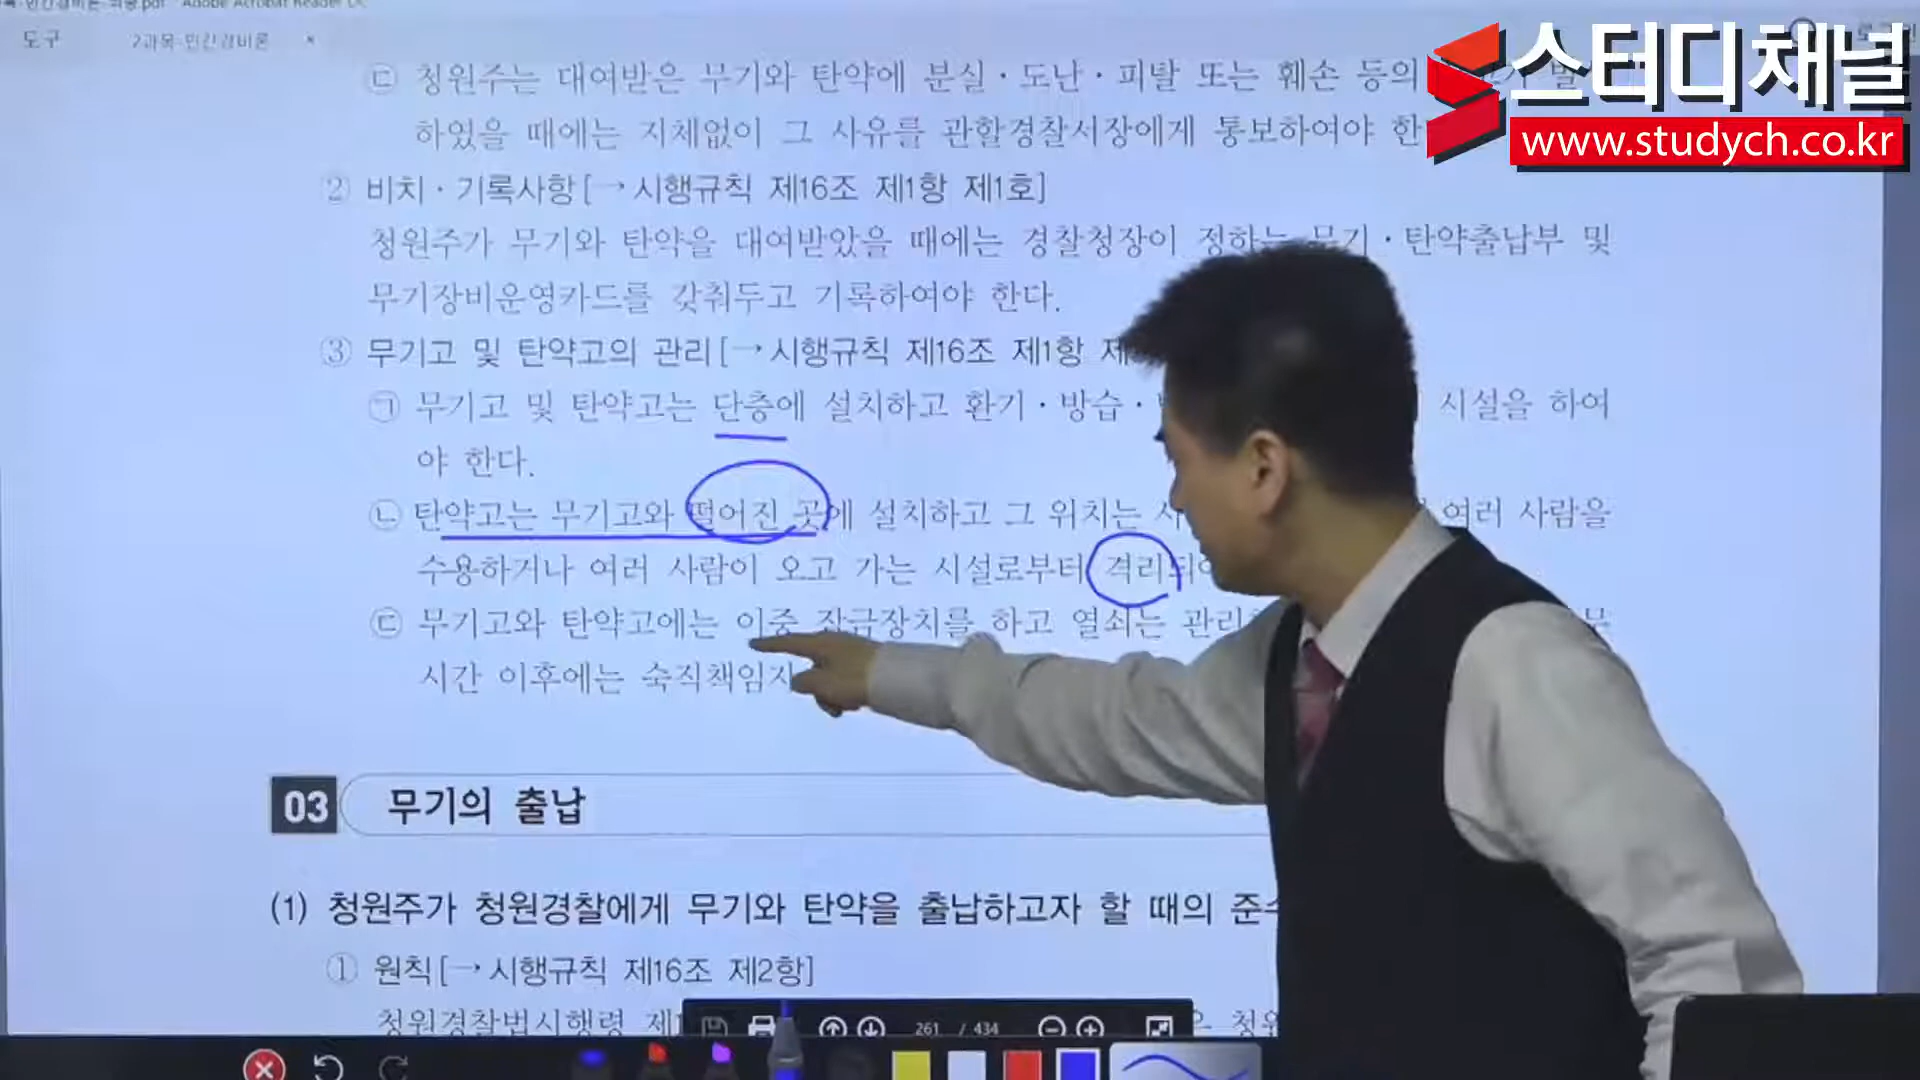 도구
2과목-민간경비론 ×
스터디채널
www.studych.co.kr
㉢ 청원주는 대여받은 무기와 탄약에 분실·도난·피탈 또는 훼손 등의
하였을 때에는 지체없이 그 사유를 관할경찰서장에게 통보하여야 한
② 비치·기록사항[→시행규칙 제16조 제1항 제1호]
청원주가 무기와 탄약을 대여받았을 때에는 경찰청장이 정하는 무기·탄약출납부 및
무기장비운영카드를 갖춰두고 기록하여야 한다.
③ 무기고 및 탄약고의 관리[→시행규칙 제16조 제1항 제
㉠ 무기고 및 탄약고는 단층에 설치하고 환기·방습· 시설을 하여
야 한다.
㉡ 탄약고는 무기고와 떨어진 곳에 설치하고 그 위치는 사 여러 사람을
수용하거나 여러 사람이 오고 가는 시설로부터 격리되어
㉢ 무기고와 탄약고에는 이중 잠금장치를 하고 열쇠는 관리
시간 이후에는 숙직책임자
03 무기의 출납
(1) 청원주가 청원경찰에게 무기와 탄약을 출납하고자 할 때의 준수
① 원칙[→시행규칙 제16조 제2항]
청원경찰법시행령 제 청원
261 / 434